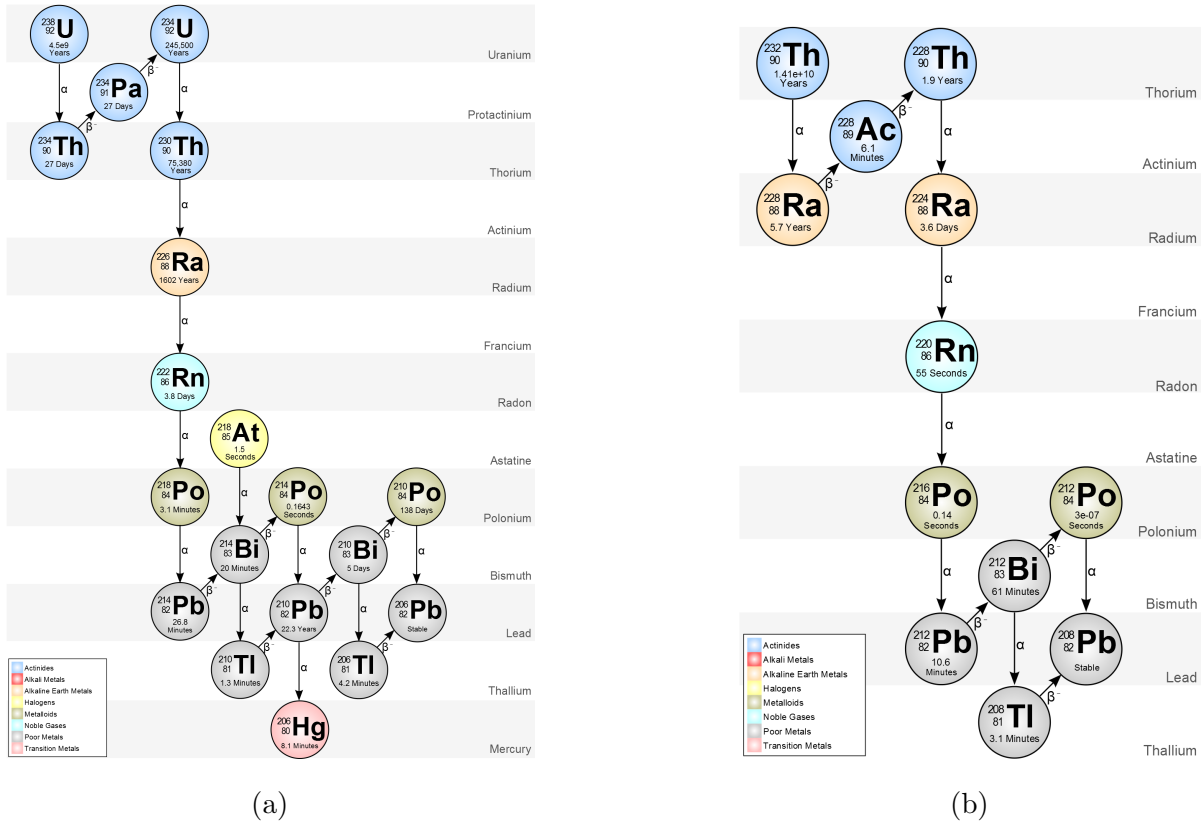 238
92 U
4.5e9
Years
234
92 U
245,500
Years
Uranium
α
β⁻
α
234
91 Pa
27 Days
Protactinium
β⁻
234
90 Th
27 Days
230
90 Th
75,380
Years
Thorium
α
Actinium
226
88 Ra
1602 Years
Radium
α
Francium
222
86 Rn
3.8 Days
Radon
α
218
85 At
1.5
Seconds
Astatine
218
84 Po
3.1 Minutes
α
214
84 Po
0.1643
Seconds
210
84 Po
138 Days
Polonium
α
β⁻
α
β⁻
α
214
83 Bi
20 Minutes
210
83 Bi
5 Days
Bismuth
β⁻
α
β⁻
α
214
82 Pb
26.8
Minutes
210
82 Pb
22.3 Years
206
82 Pb
Stable
Lead
β⁻
α
β⁻
210
81 Tl
1.3 Minutes
206
81 Tl
4.2 Minutes
Thallium
206
80 Hg
8.1 Minutes
Mercury
Actinides
Alkali Metals
Alkaline Earth Metals
Halogens
Metalloids
Noble Gases
Poor Metals
Transition Metals
(a)
232
90 Th
1.41e+10
Years
228
90 Th
1.9 Years
Thorium
α
β⁻
α
228
89 Ac
6.1
Minutes
Actinium
β⁻
228
88 Ra
5.7 Years
224
88 Ra
3.6 Days
Radium
α
Francium
220
86 Rn
55 Seconds
Radon
α
Astatine
216
84 Po
0.14
Seconds
212
84 Po
3e-07
Seconds
Polonium
α
β⁻
α
212
83 Bi
61 Minutes
Bismuth
β⁻
α
212
82 Pb
10.6
Minutes
208
82 Pb
Stable
Lead
β⁻
208
81 Tl
3.1 Minutes
Thallium
Actinides
Alkali Metals
Alkaline Earth Metals
Halogens
Metalloids
Noble Gases
Poor Metals
Transition Metals
(b)